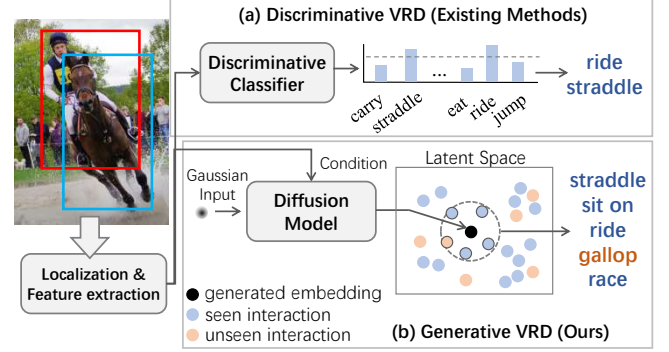 (a) Discriminative VRD (Existing Methods)
Discriminative
Classifier
...
carry
straddle
eat
ride
jump
ride
straddle
Localization &
Feature extraction
Gaussian
Input
Condition
Diffusion
Model
Latent Space
straddle
sit on
ride
gallop
race
generated embedding
seen interaction
unseen interaction
(b) Generative VRD (Ours)